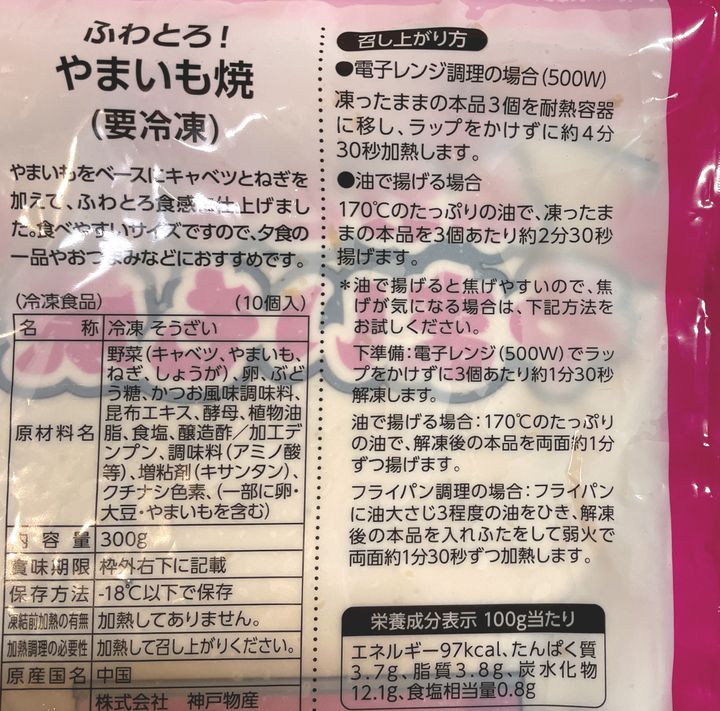 ふわとろ！
やまいも焼
(要冷凍)
やまいもをベースにキャベツとねぎを
加えて、ふわとろ食感に仕上げまし
た。食べやすいサイズですので、夕食の
一品やおつまみなどにおすすめです。
(冷凍食品) (10個入)
名称 冷凍 そうざい
原材料名 野菜(キャベツ、やまいも、
ねぎ、しょうが)、卵、ぶど
う糖、かつお風味調味料、
昆布エキス、酵母、植物油
脂、食塩、醸造酢／加工デ
ンプン、調味料(アミノ酸
等)、増粘剤(キサンタン)、
クチナシ色素、(一部に卵・
大豆・やまいもを含む)
内容量 300g
賞味期限 枠外右下に記載
保存方法 -18℃以下で保存
凍結前加熱の有無 加熱してありません。
加熱調理の必要性 加熱して召し上がりください。
原産国名 中国
株式会社 神戸物産
召し上がり方
●電子レンジ調理の場合(500W)
凍ったままの本品3個を耐熱容器
に移し、ラップをかけずに約4分
30秒加熱します。
●油で揚げる場合
170℃のたっぷりの油で、凍ったま
まの本品を3個あたり約2分30秒
揚げます。
＊油で揚げると焦げやすいので、焦
げが気になる場合は、下記方法を
お試しください。
下準備：電子レンジ(500W)でラッ
プをかけずに3個あたり約1分30秒
解凍します。
油で揚げる場合：170℃のたっぷり
の油で、解凍後の本品を両面約1分
ずつ揚げます。
フライパン調理の場合：フライパン
に油大さじ3程度の油をひき、解凍
後の本品を入れふたをして弱火で
両面約1分30秒ずつ加熱します。
栄養成分表示 100g当たり
エネルギー97kcal、たんぱく質
3.7g、脂質3.8g、炭水化物
12.1g、食塩相当量0.8g